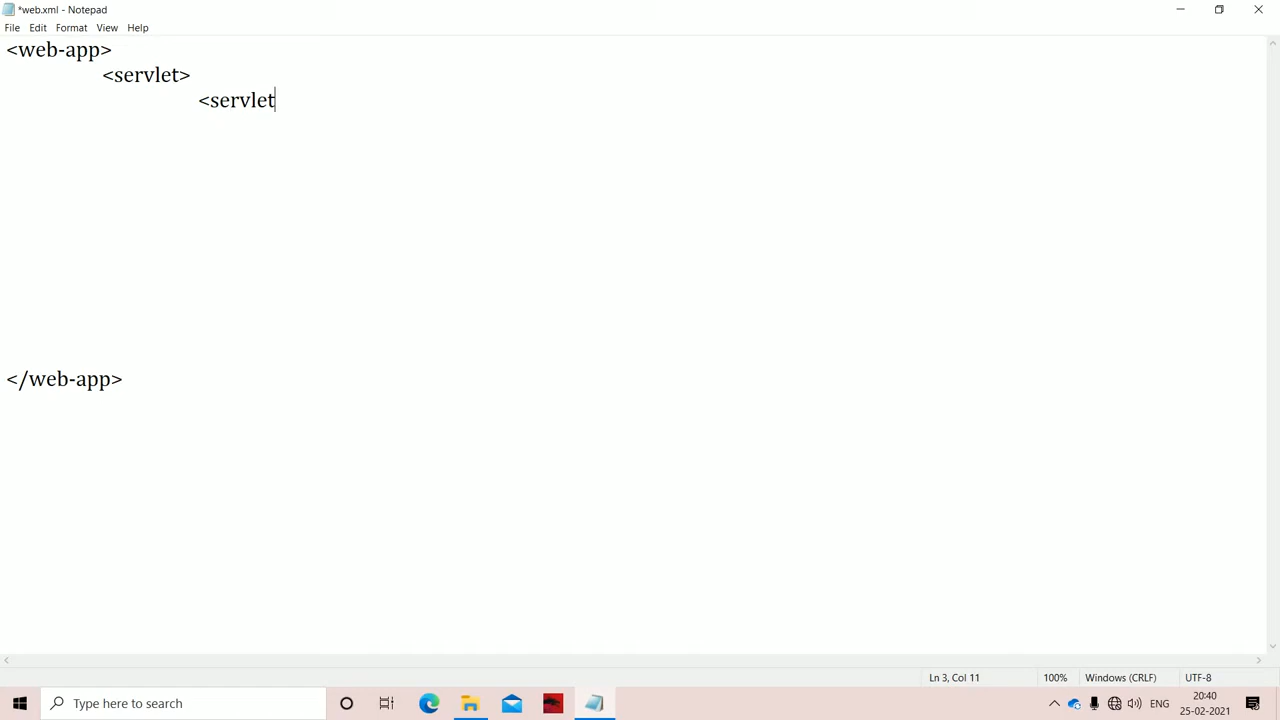 *web.xml - Notepad
File Edit Format View Help
<web-app>
<servlet>
<servlet
</web-app>
Ln 3, Col 11 100% Windows (CRLF) UTF-8
Type here to search
ENG
20:40
25-02-2021